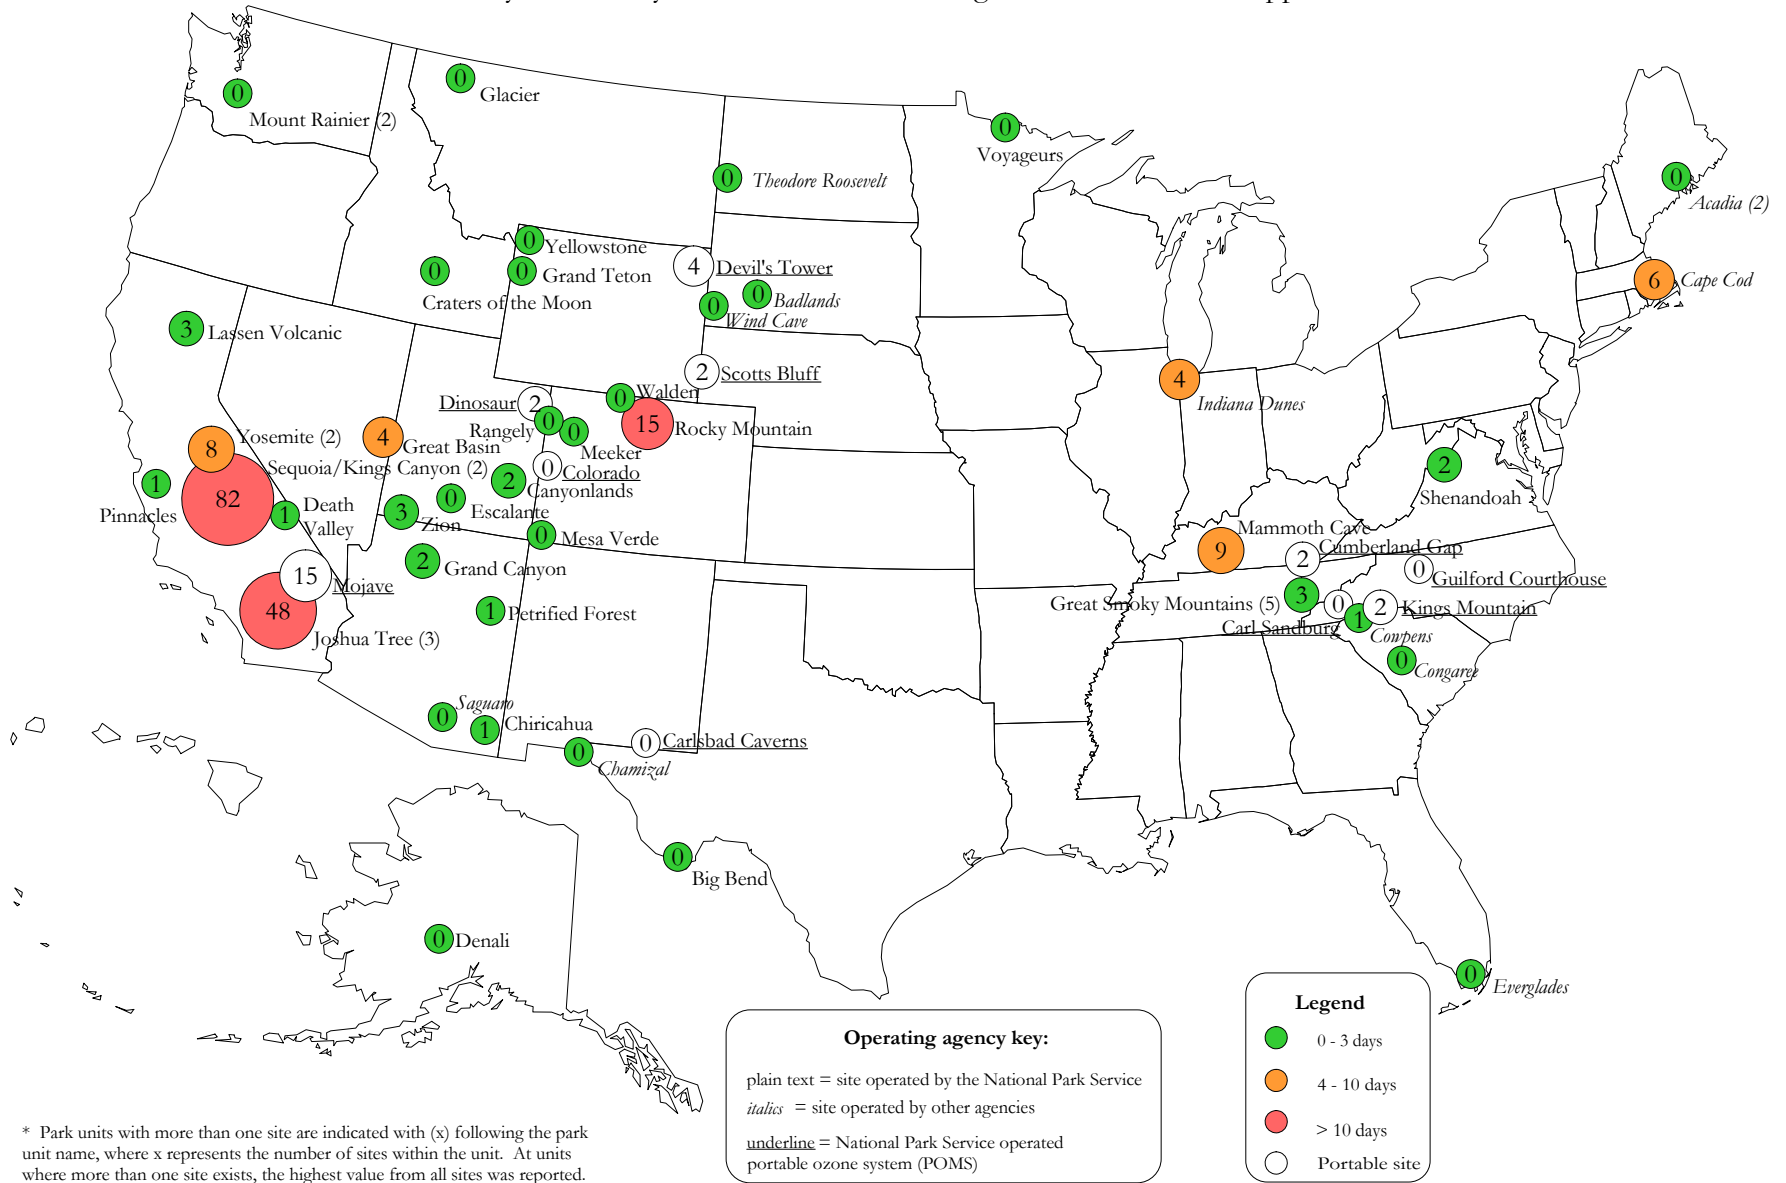 0
Glacier
0
Mount Rainier (2)
0
Voyageurs
0
Theodore Roosevelt
0
Acadia (2)
0
Yellowstone
0
Grand Teton
0
Craters of the Moon
4
Devil's Tower
0
Badlands
0
Wind Cave
6
Cape Cod
3
Lassen Volcanic
2
Scotts Bluff
4
Indiana Dunes
0
Walden
2
Dinosaur
0
Rangely
0
Meeker
15
Rocky Mountain
8
Yosemite (2)
4
Great Basin
82
Sequoia/Kings Canyon (2)
0
Colorado
2
Canyonlands
2
Shenandoah
1
Pinnacles
1
Death
Valley
3
Zion
0
Escalante
0
Mesa Verde
9
Mammoth Cave
2
Cumberland Gap
0
Guilford Courthouse
2
Grand Canyon
15
Mojave
48
Joshua Tree (3)
1
Petrified Forest
3
Great Smoky Mountains (5)
0
Carl Sandburg
1
Cowpens
2
Kings Mountain
0
Congaree
0
Saguaro
1
Chiricahua
0
Chamizal
0
Carlsbad Caverns
0
Big Bend
0
Denali
0
Everglades
Operating agency key:
plain text = site operated by the National Park Service
italics = site operated by other agencies
underline = National Park Service operated
portable ozone system (POMS)
Legend
0 - 3 days
4 - 10 days
> 10 days
Portable site
* Park units with more than one site are indicated with (x) following the park
unit name, where x represents the number of sites within the unit. At units
where more than one site exists, the highest value from all sites was reported.